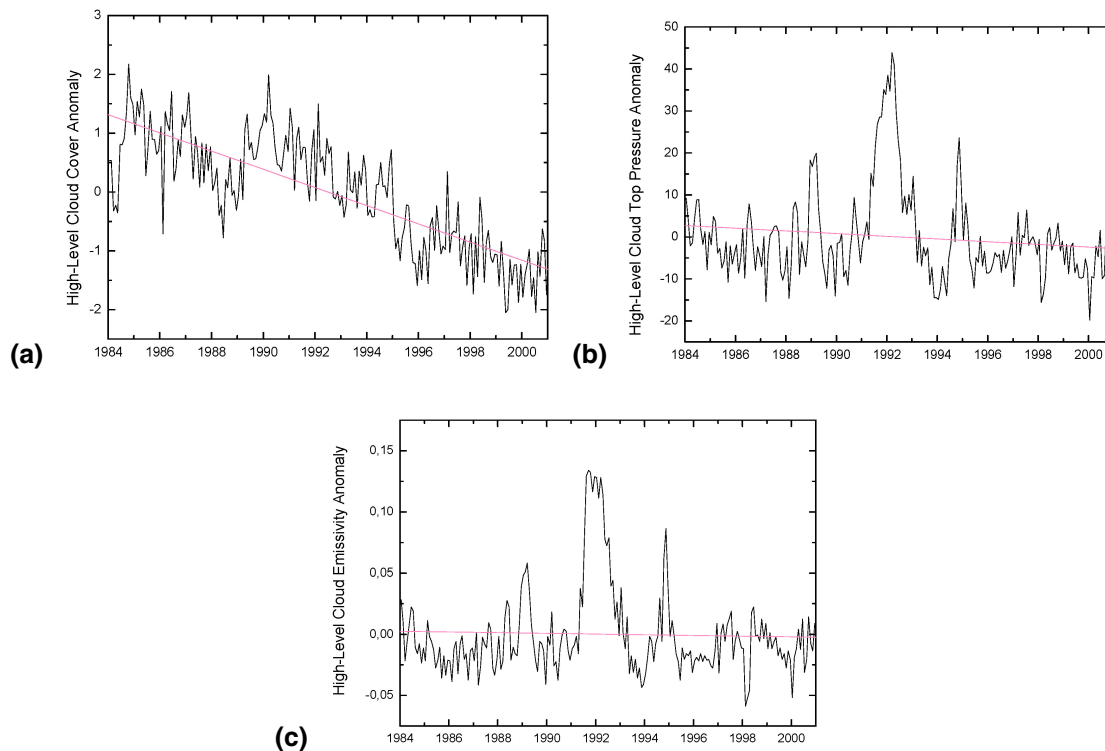 3
2
1
0
-1
-2
High-Level Cloud Cover Anomaly
1984 1986 1988 1990 1992 1994 1996 1998 2000
(a)
50
40
30
20
10
0
-10
-20
High-Level Cloud Top Pressure Anomaly
1984 1986 1988 1990 1992 1994 1996 1998 2000
(b)
0,15
0,10
0,05
0,00
-0,05
High-Level Cloud Emissivity Anomaly
1984 1986 1988 1990 1992 1994 1996 1998 2000
(c)